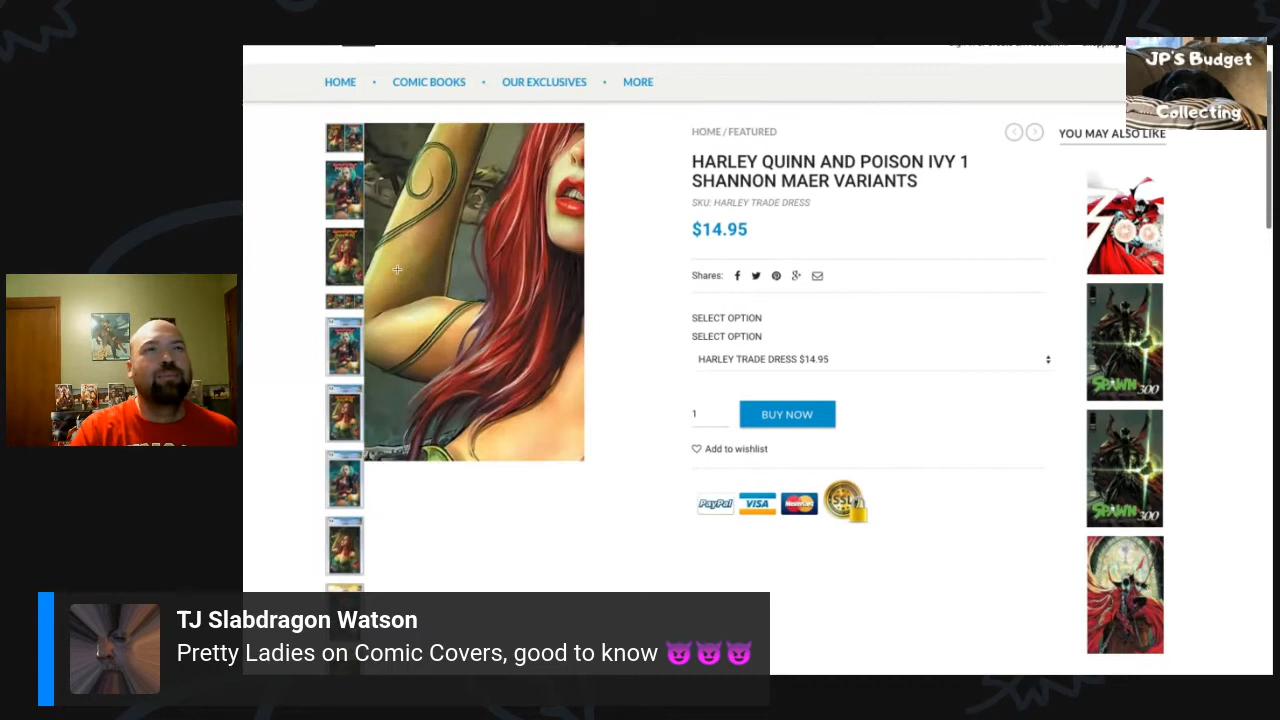 JP'S Budget
Collecting
HOME • COMIC BOOKS • OUR EXCLUSIVES • MORE
HOME / FEATURED
YOU MAY ALSO LIKE
HARLEY QUINN AND POISON IVY 1
SHANNON MAER VARIANTS
SKU: HARLEY TRADE DRESS
$14.95
Shares:
SELECT OPTION
SELECT OPTION
HARLEY TRADE DRESS $14.95
1
BUY NOW
Add to wishlist
PayPal VISA MasterCard SSL
SPAWN 300
SPAWN 300
TJ Slabdragon Watson
Pretty Ladies on Comic Covers, good to know 😈😈😈